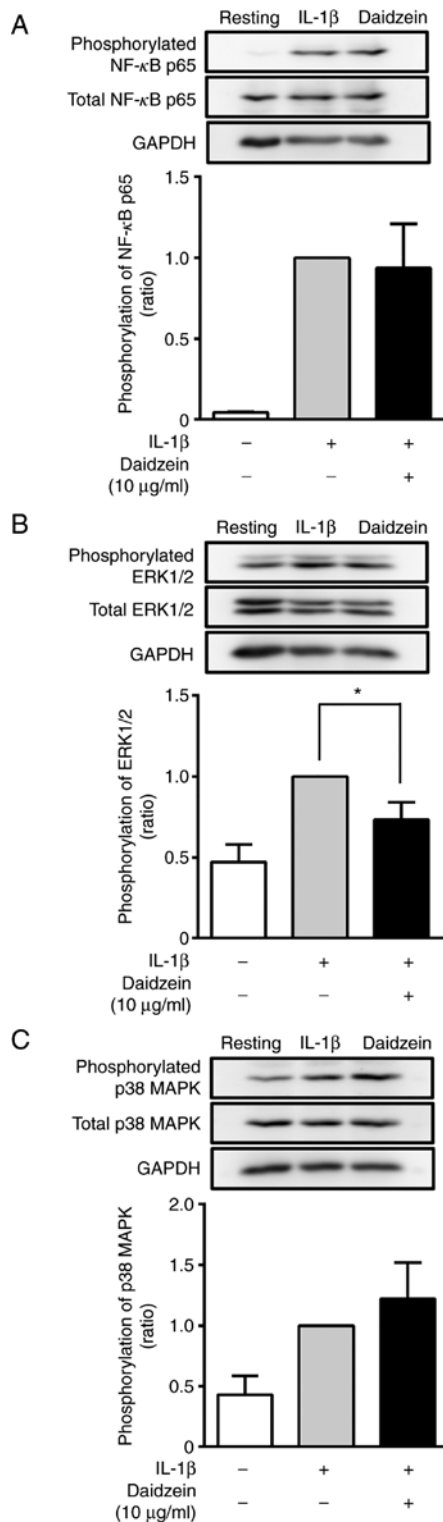 A
Resting IL-1β Daidzein
Phosphorylated
NF-κB p65
Total NF-κB p65
GAPDH
Phosphorylation of NF-κB p65
(ratio)
1.5
1.0
0.5
0
IL-1β – + +
Daidzein
(10 μg/ml) – – +
B
Resting IL-1β Daidzein
Phosphorylated
ERK1/2
Total ERK1/2
GAPDH
Phosphorylation of ERK1/2
(ratio)
1.5
1.0
0.5
0
*
IL-1β – + +
Daidzein
(10 μg/ml) – – +
C
Resting IL-1β Daidzein
Phosphorylated
p38 MAPK
Total p38 MAPK
GAPDH
Phosphorylation of p38 MAPK
(ratio)
2.0
1.5
1.0
0.5
0
IL-1β – + +
Daidzein
(10 μg/ml) – – +